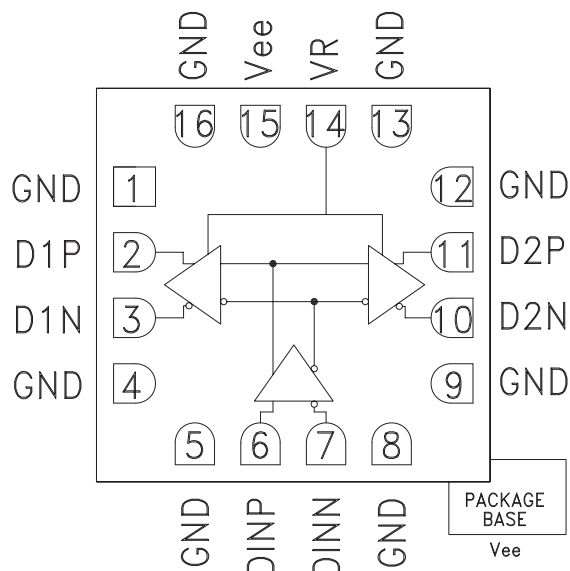 GND Vee VR GND
16 15 14 13
GND 1 12 GND
D1P 2 11 D2P
D1N 3 10 D2N
GND 4 9 GND
5 6 7 8
GND DINP DINN GND
PACKAGE
BASE
Vee